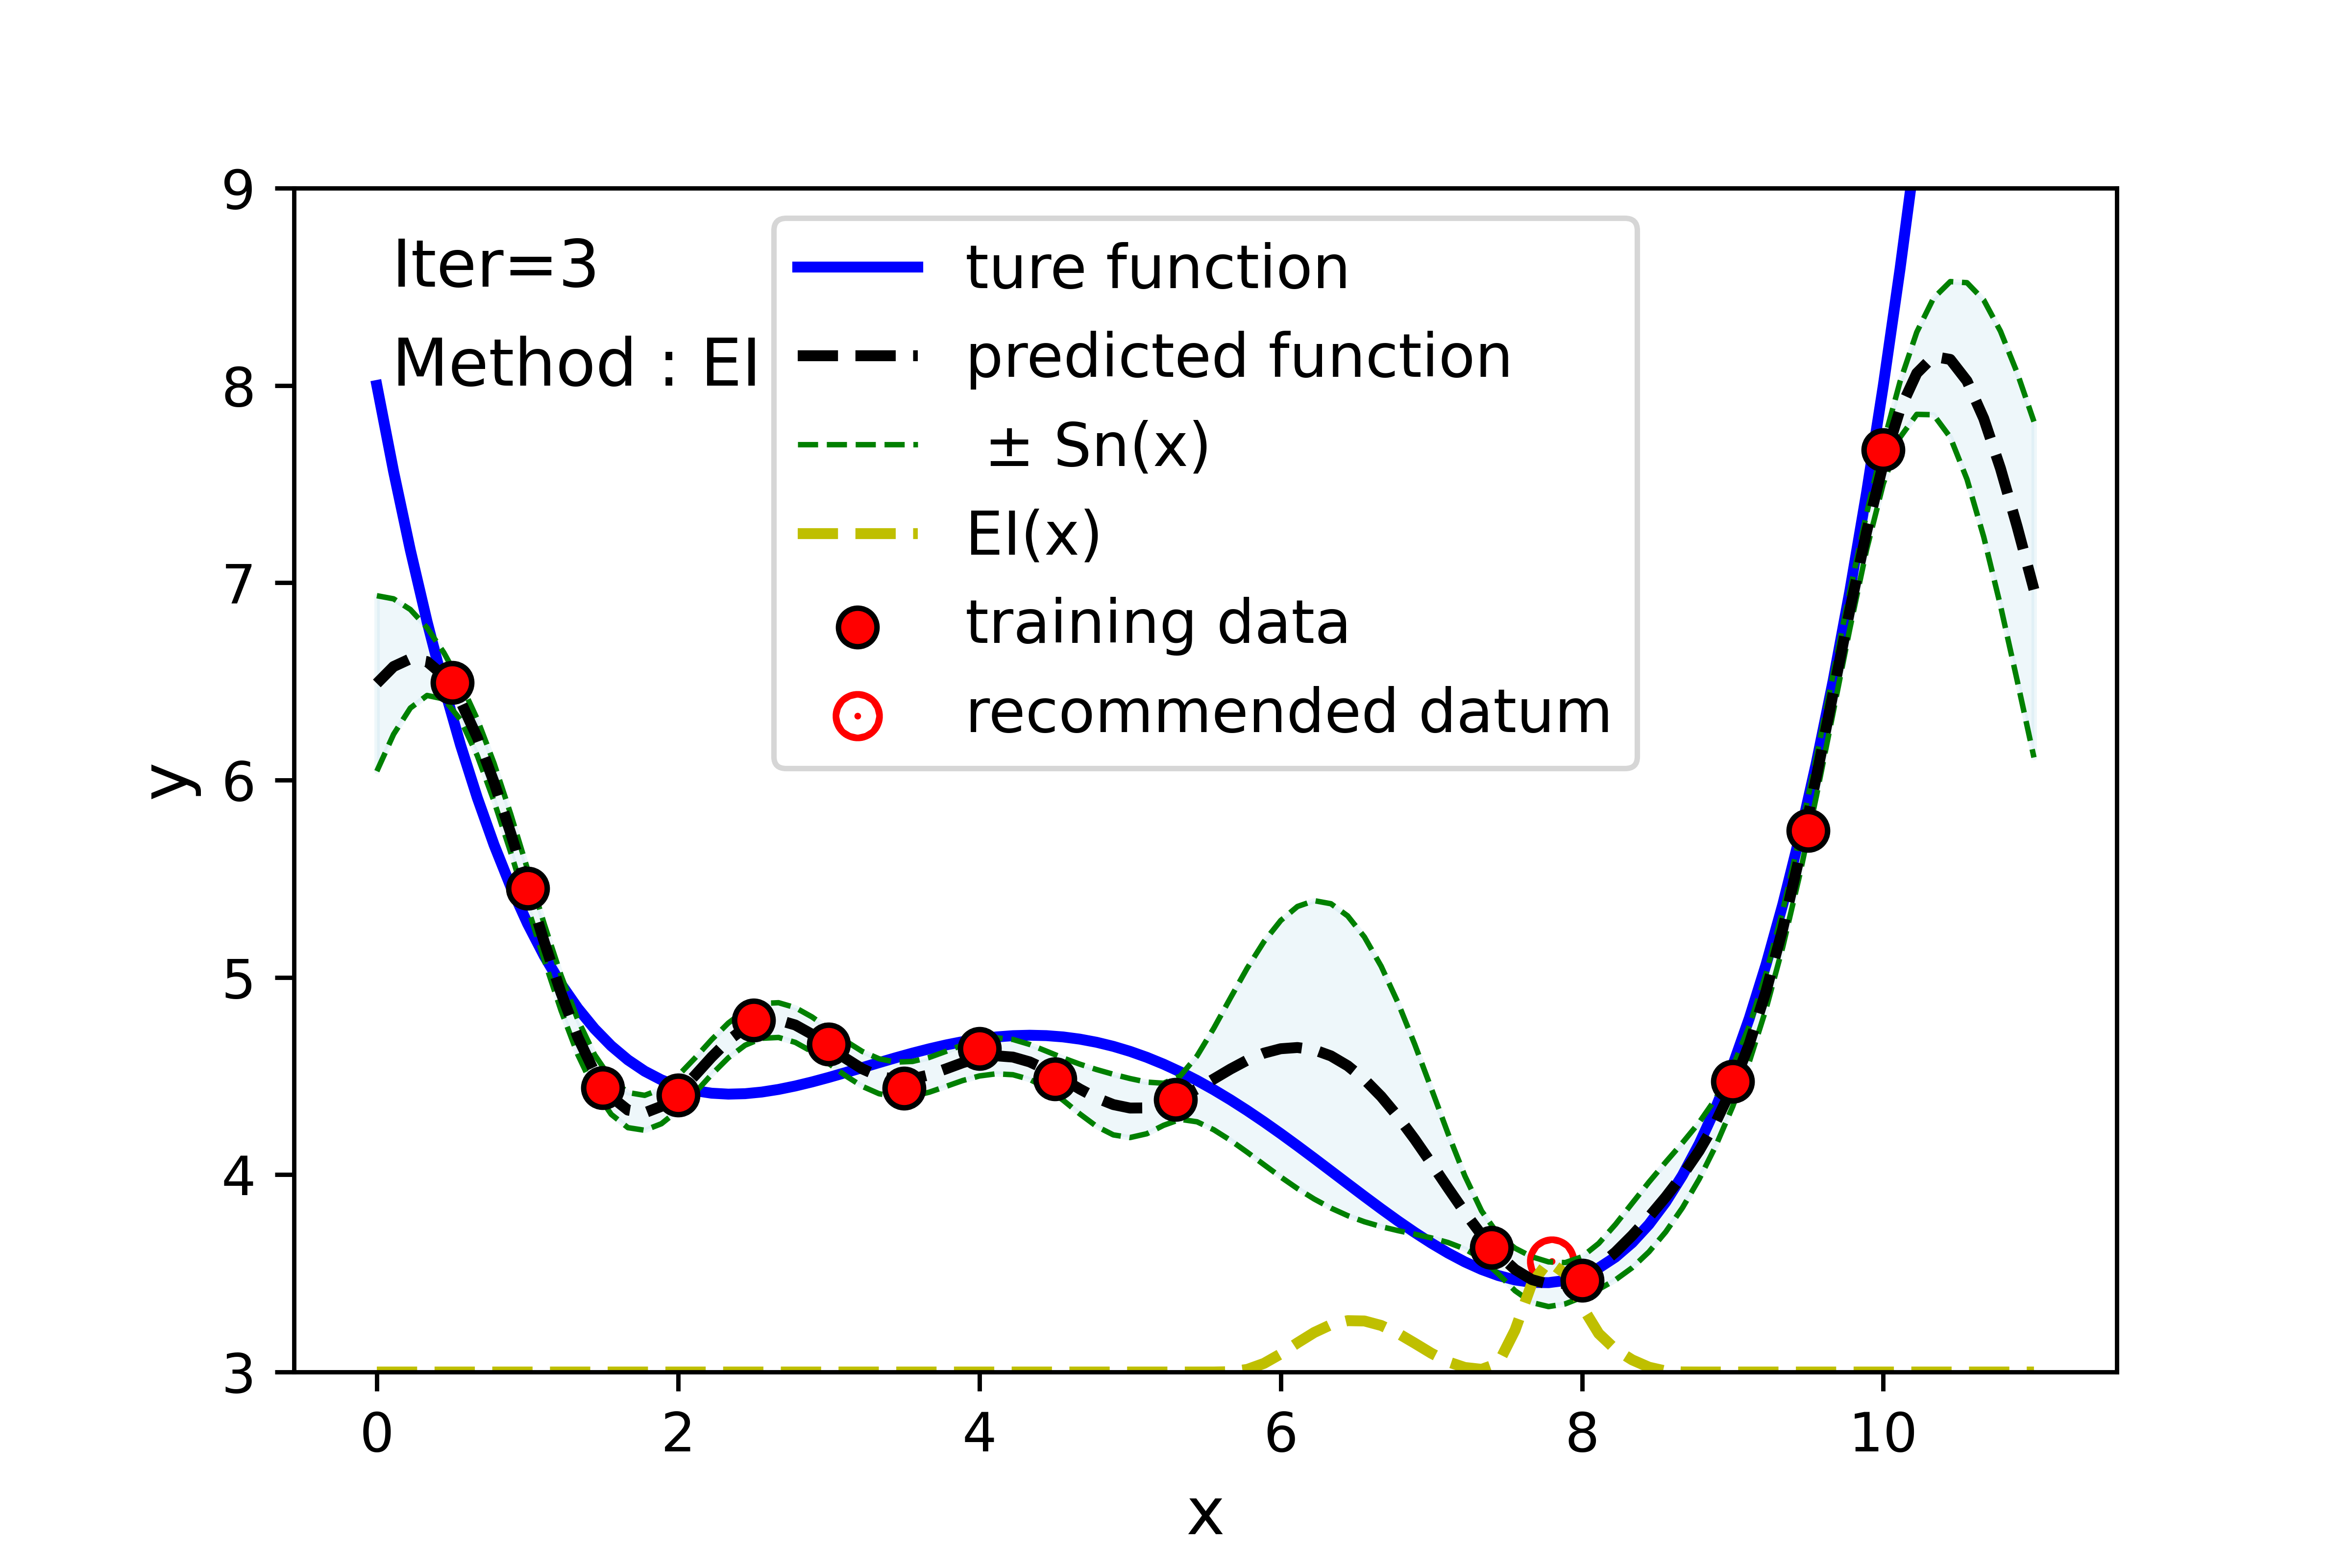 Iter=3
Method : EI
ture function
predicted function
± Sn(x)
EI(x)
training data
recommended datum
9
8
7
6
5
4
3
y
0 2 4 6 8 10
x